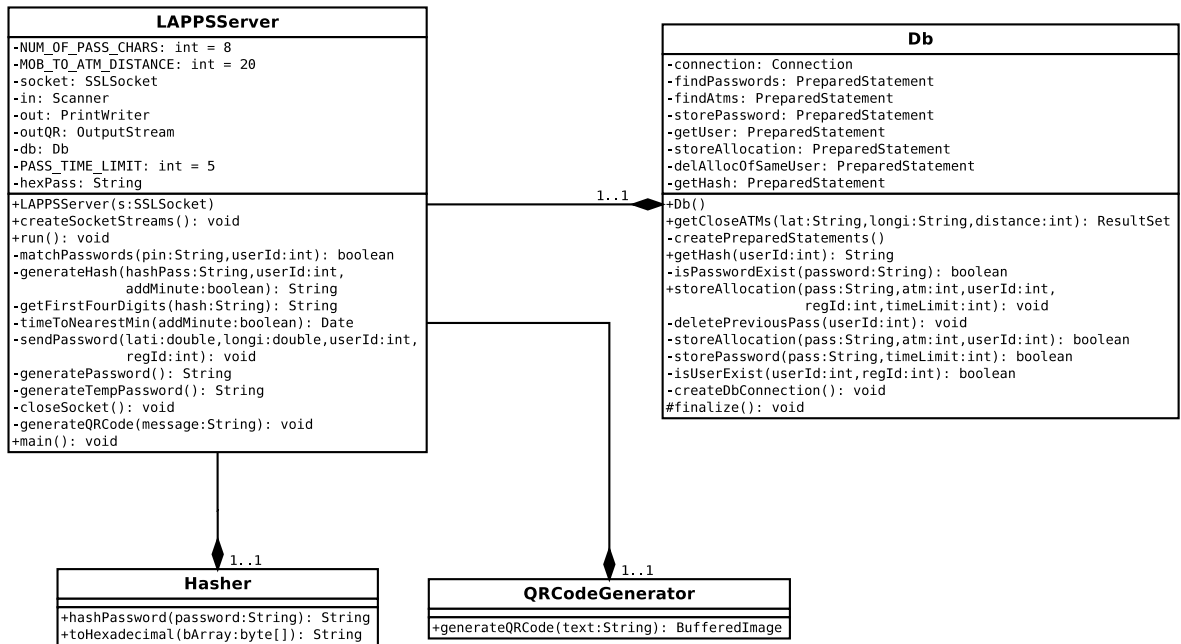 LAPPSServer
-NUM_OF_PASS_CHARS: int = 8
-MOB_TO_ATM_DISTANCE: int = 20
-socket: SSLSocket
-in: Scanner
-out: PrintWriter
-outQR: OutputStream
-db: Db
-PASS_TIME_LIMIT: int = 5
-hexPass: String
+LAPPSServer(s:SSLSocket)
+createSocketStreams(): void
+run(): void
-matchPasswords(pin:String,userId:int): boolean
-generateHash(hashPass:String,userId:int,
addMinute:boolean): String
-getFirstFourDigits(hash:String): String
-timeToNearestMin(addMinute:boolean): Date
-sendPassword(lati:double,longi:double,userId:int,
regId:int): void
-generatePassword(): String
-generateTempPassword(): String
-closeSocket(): void
-generateQRCode(message:String): void
+main(): void
1..1
Db
-connection: Connection
-findPasswords: PreparedStatement
-findAtms: PreparedStatement
-storePassword: PreparedStatement
-getUser: PreparedStatement
-storeAllocation: PreparedStatement
-delAllocOfSameUser: PreparedStatement
-getHash: PreparedStatement
+Db()
+getCloseATMs(lat:String,longi:String,distance:int): ResultSet
-createPreparedStatements()
+getHash(userId:int): String
-isPasswordExist(password:String): boolean
+storeAllocation(pass:String,atm:int,userId:int,
regId:int,timeLimit:int): void
-deletePreviousPass(userId:int): void
-storeAllocation(pass:String,atm:int,userId:int): boolean
-storePassword(pass:String,timeLimit:int): boolean
-isUserExist(userId:int,regId:int): boolean
-createDbConnection(): void
#finalize(): void
1..1
Hasher
+hashPassword(password:String): String
+toHexadecimal(bArray:byte[]): String
1..1
QRCodeGenerator
+generateQRCode(text:String): BufferedImage